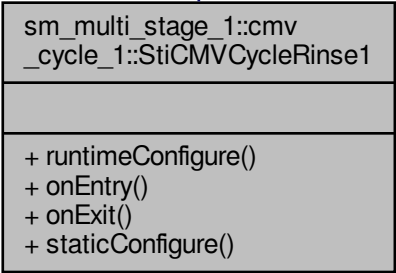 sm_multi_stage_1::cmv
_cycle_1::StiCMVCycleRinse1
+ runtimeConfigure()
+ onEntry()
+ onExit()
+ staticConfigure()